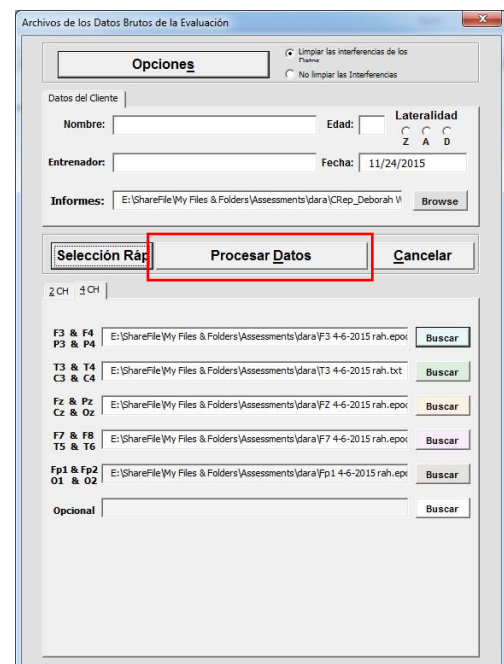 Archivos de los Datos Brutos de la Evaluación
Opciones
Limpiar las interferencias de los
Datos
No limpiar las Interferencias
Datos del Cliente
Nombre:
Edad:
Lateralidad
Z A D
Entrenador:
Fecha: 11/24/2015
Informes: E:\ShareFile\My Files & Folders\Assessments\dara\CRep_Deborah W
Browse
Selección Ráp
Procesar Datos
Cancelar
2 CH 4 CH
F3 & F4
P3 & P4
E:\ShareFile\My Files & Folders\Assessments\dara\F3 4-6-2015 rah.epoc
Buscar
T3 & T4
C3 & C4
E:\ShareFile\My Files & Folders\Assessments\dara\T3 4-6-2015 rah.txt
Buscar
Fz & Pz
Cz & Oz
E:\ShareFile\My Files & Folders\Assessments\dara\FZ 4-6-2015 rah.epoc
Buscar
F7 & F8
T5 & T6
E:\ShareFile\My Files & Folders\Assessments\dara\F7 4-6-2015 rah.epoc
Buscar
Fp1 & Fp2
O1 & O2
E:\ShareFile\My Files & Folders\Assessments\dara\Fp1 4-6-2015 rah.epo
Buscar
Opcional
Buscar